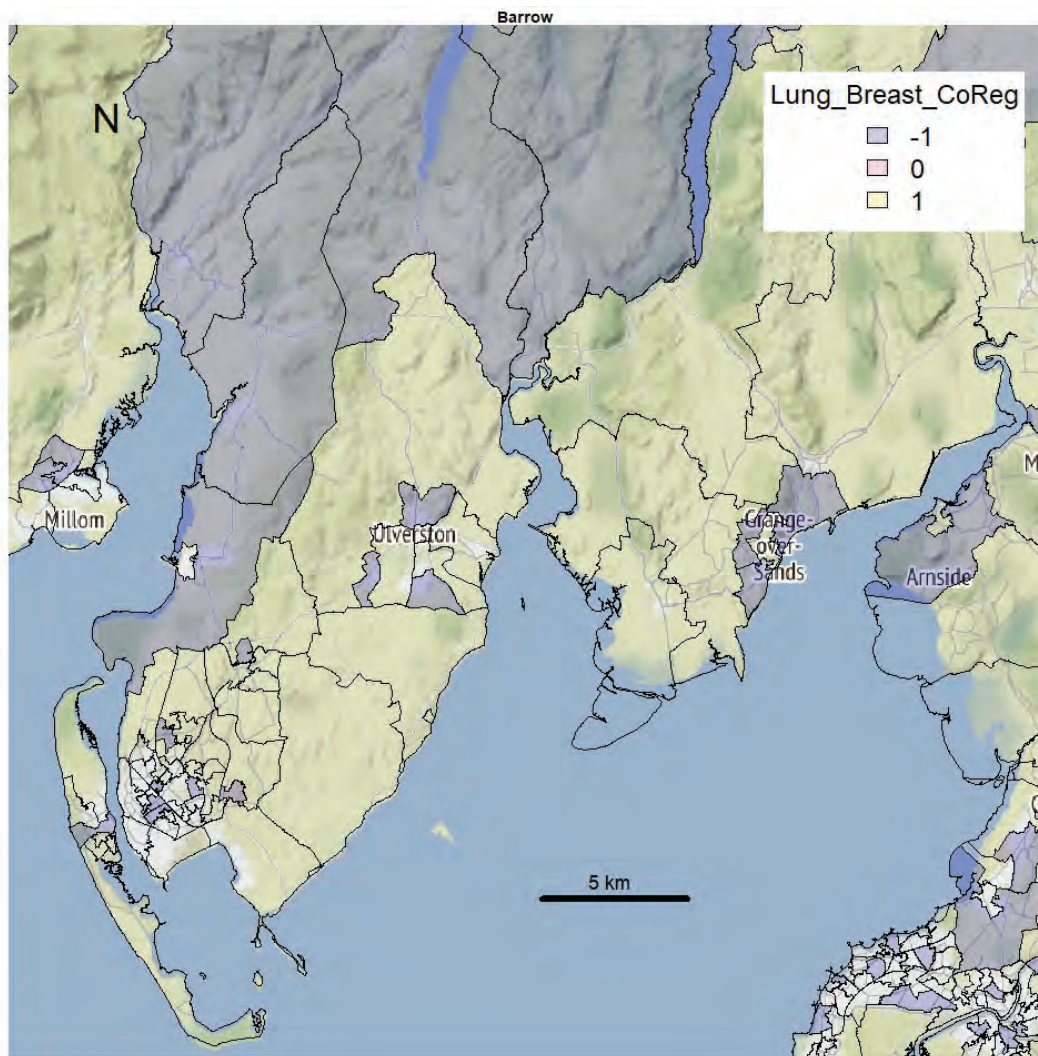 Barrow
N
Lung_Breast_CoReg
-1
0
1
Millom
Ulverston
Grange-
over-
Sands
Arnside
5 km